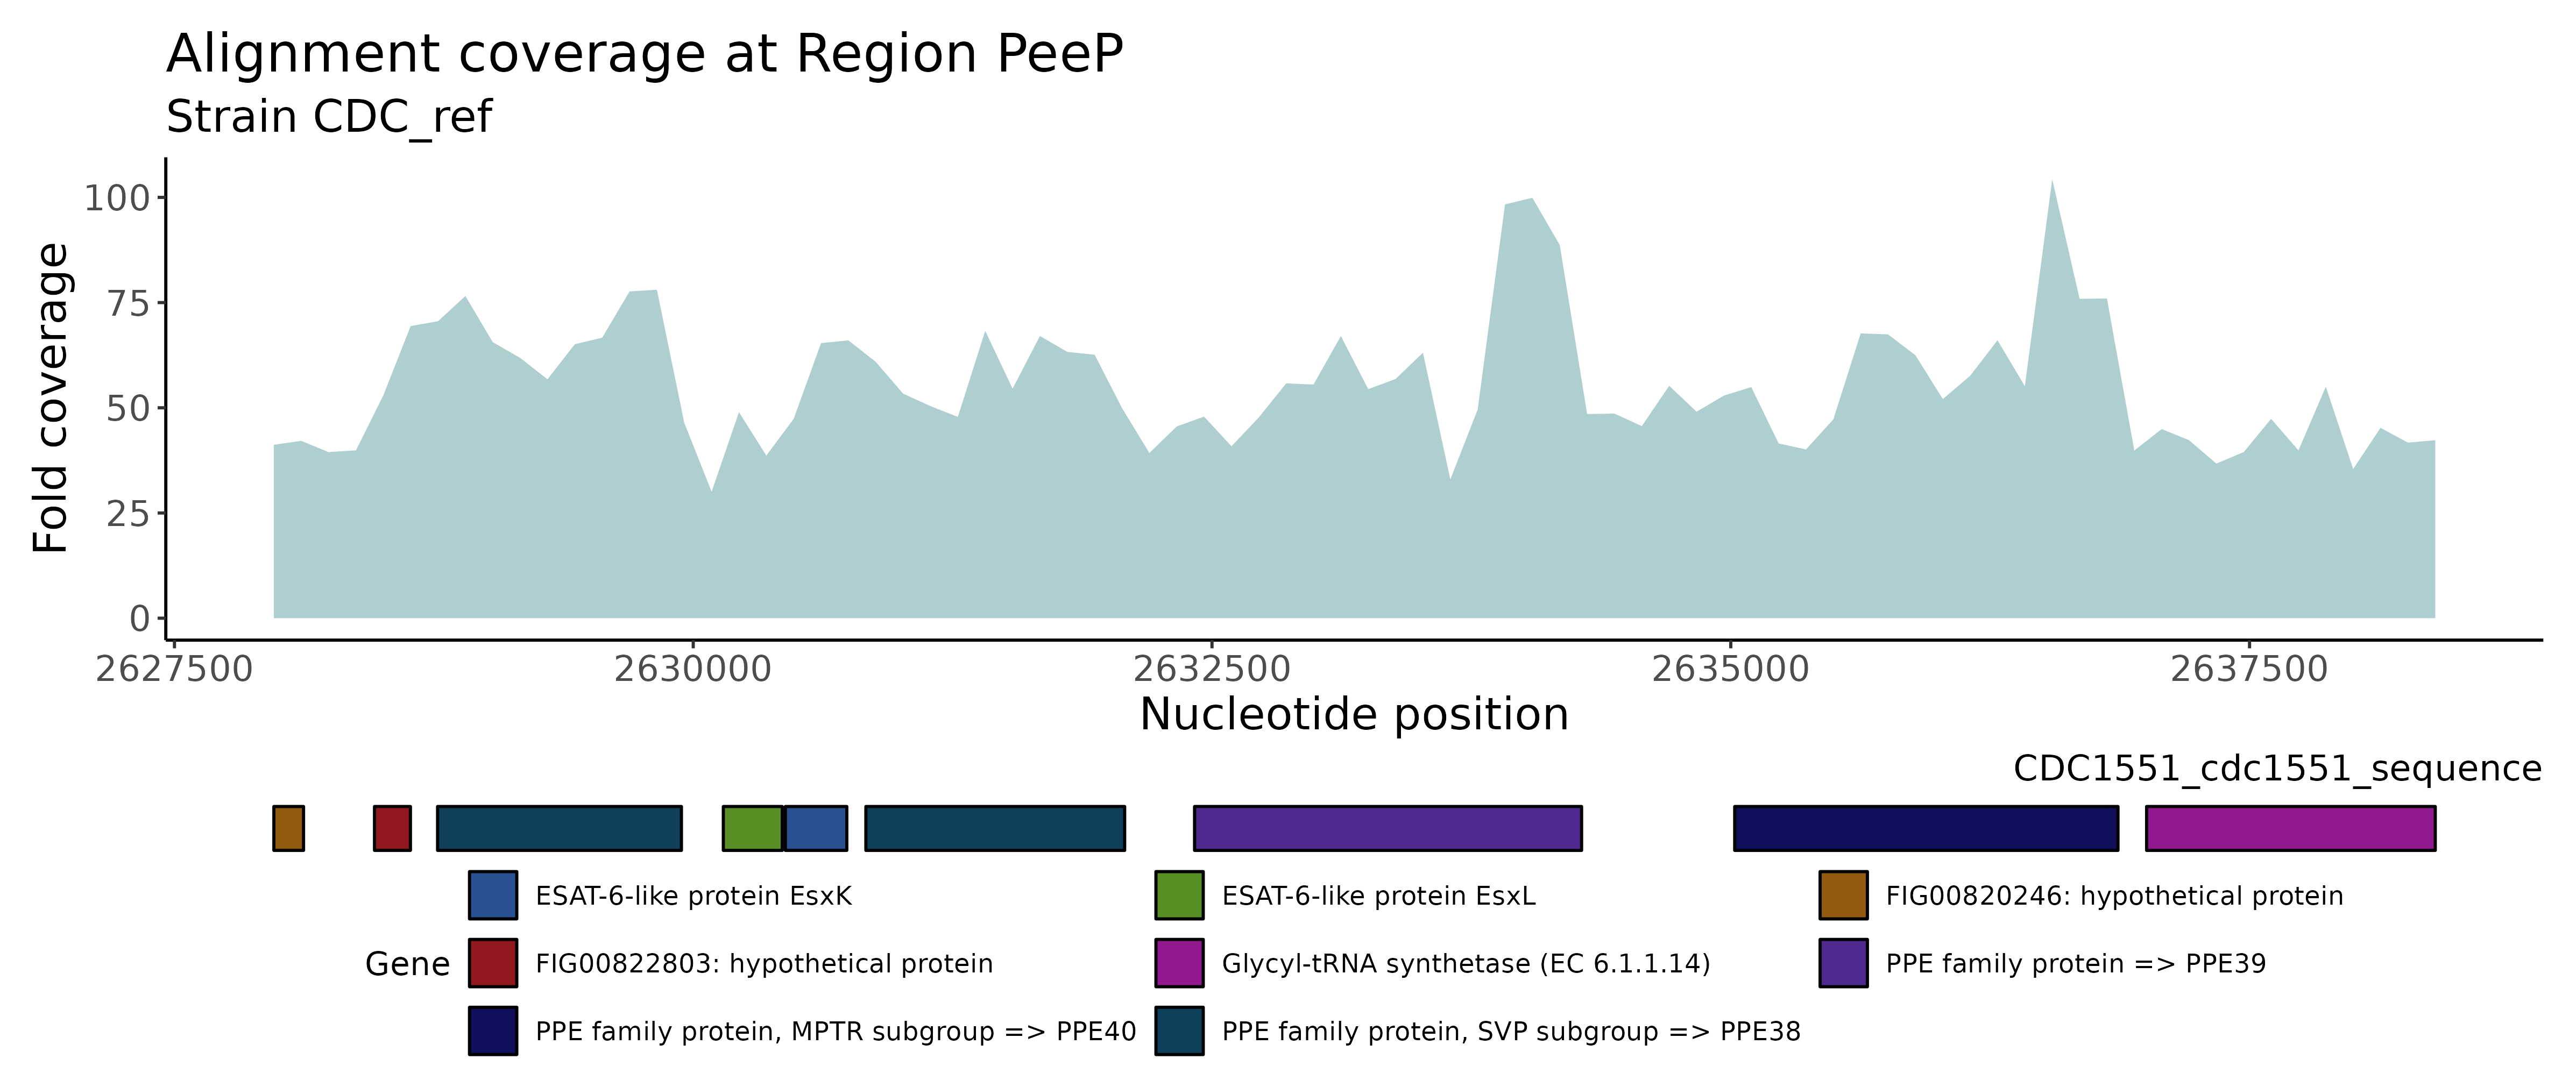 Alignment coverage at Region PeeP
Strain CDC_ref
Fold coverage
100
75
50
25
0
2627500 2630000 2632500 2635000 2637500
Nucleotide position
CDC1551_cdc1551_sequence
Gene
ESAT-6-like protein EsxK
ESAT-6-like protein EsxL
FIG00820246: hypothetical protein
FIG00822803: hypothetical protein
Glycyl-tRNA synthetase (EC 6.1.1.14)
PPE family protein => PPE39
PPE family protein, MPTR subgroup => PPE40
PPE family protein, SVP subgroup => PPE38